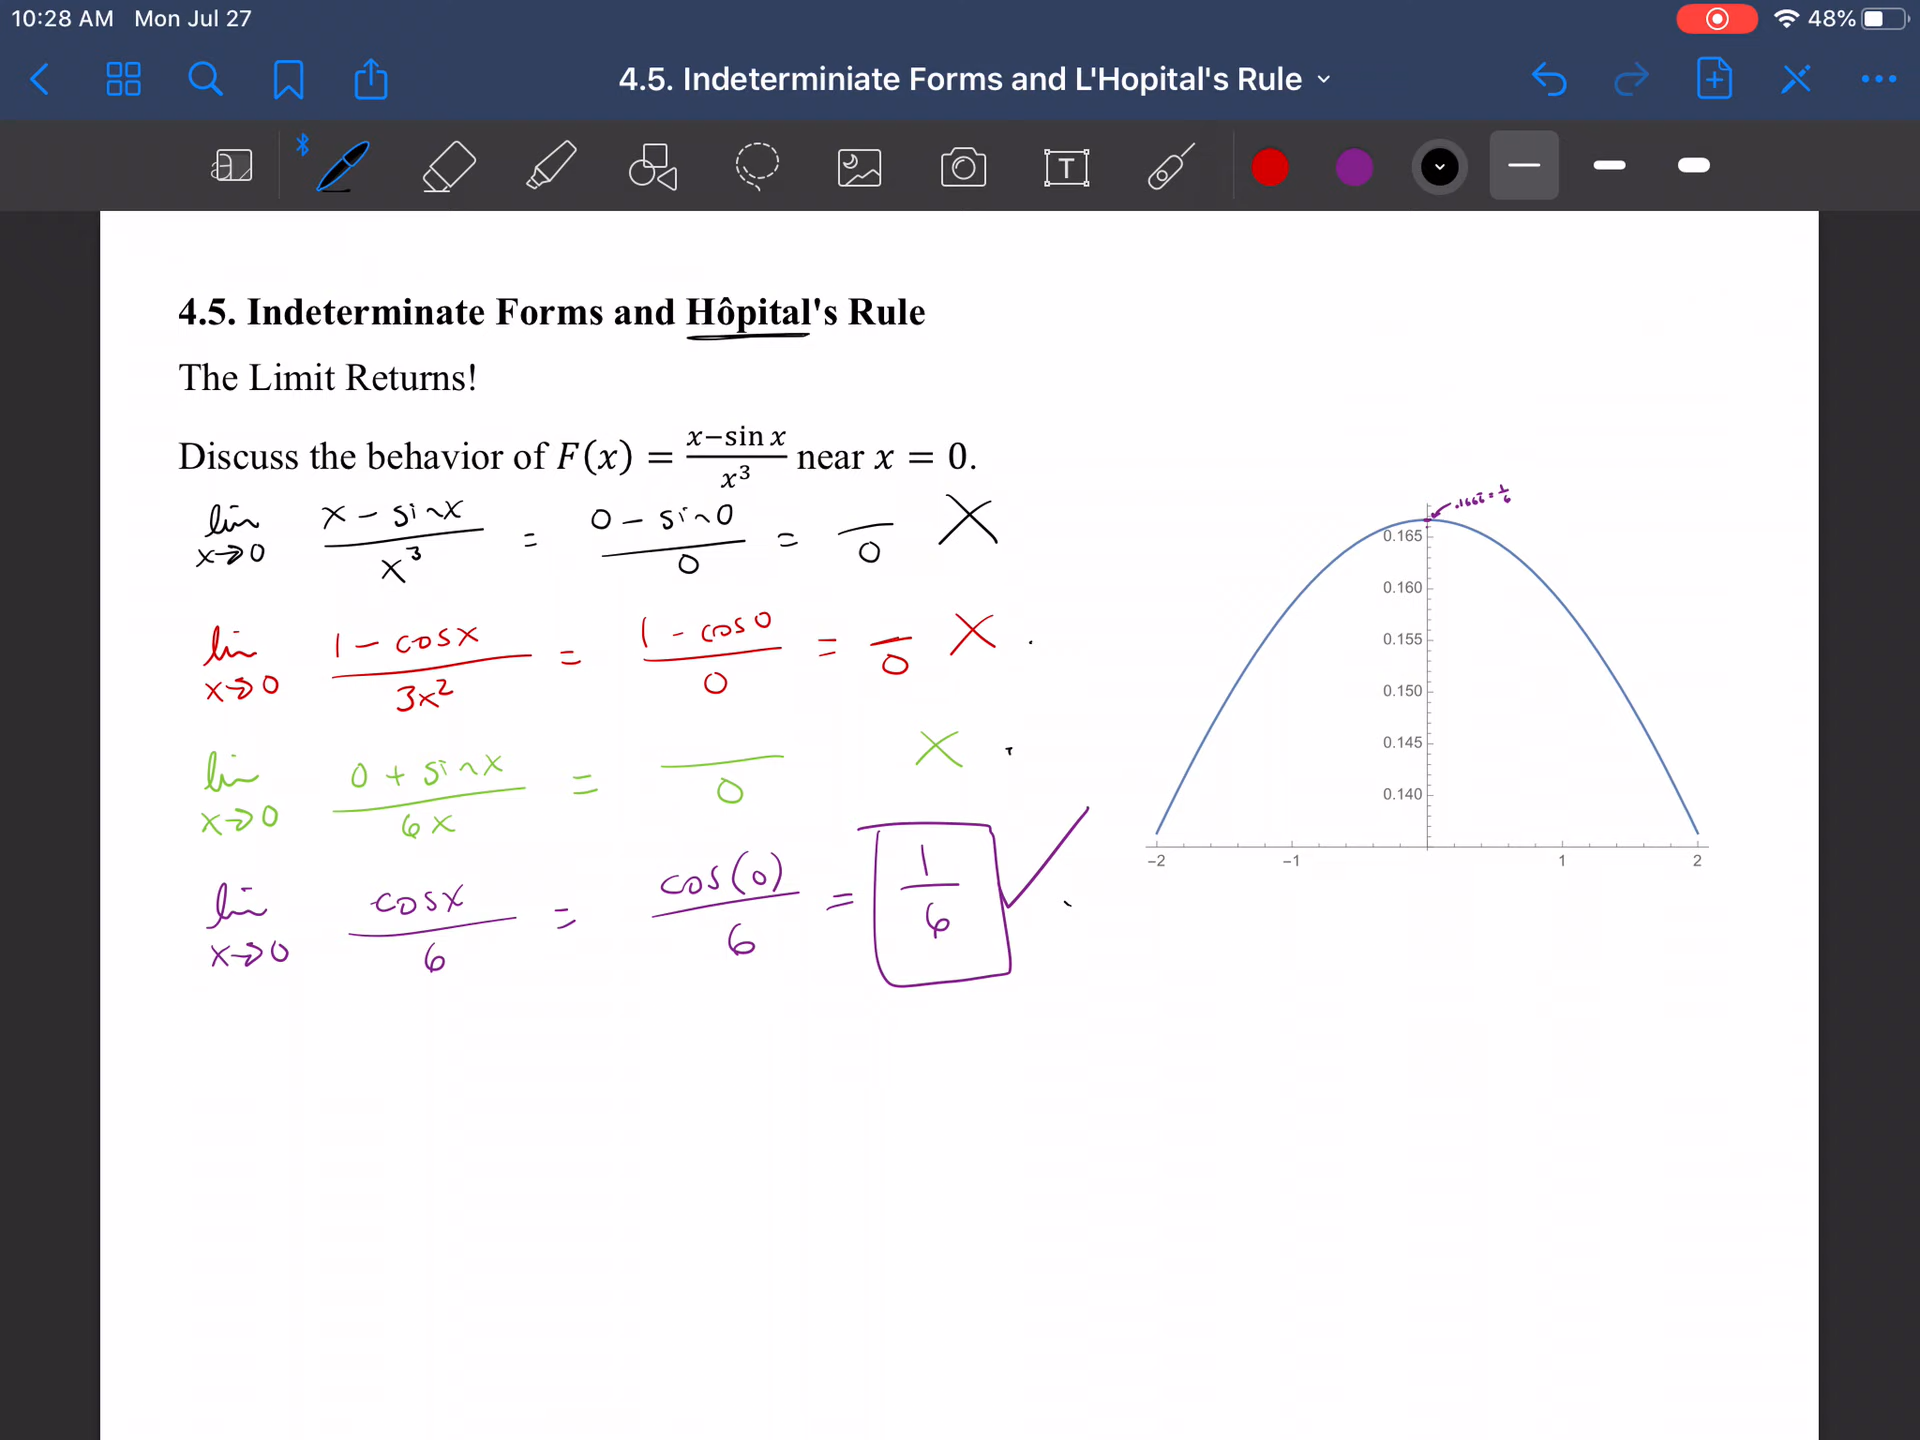 10:28 AM Mon Jul 27
48%
4.5. Indeterminiate Forms and L'Hopital's Rule
T
4.5. Indeterminate Forms and Hôpital's Rule
The Limit Returns!
Discuss the behavior of F(x) = (x−sin x)/x³ near x = 0.
lim x→0 (x − sin x)/x³ = (0 − sin 0)/0 = /0 X
lim x→0 (1 − cos x)/3x² = (1 − cos 0)/0 = /0 X
lim x→0 (0 + sin x)/6x = /0 X
lim x→0 cos x/6 = cos(0)/6 = 1/6 ✓
.1666 = 1/6
0.165
0.160
0.155
0.150
0.145
0.140
−2 −1 1 2